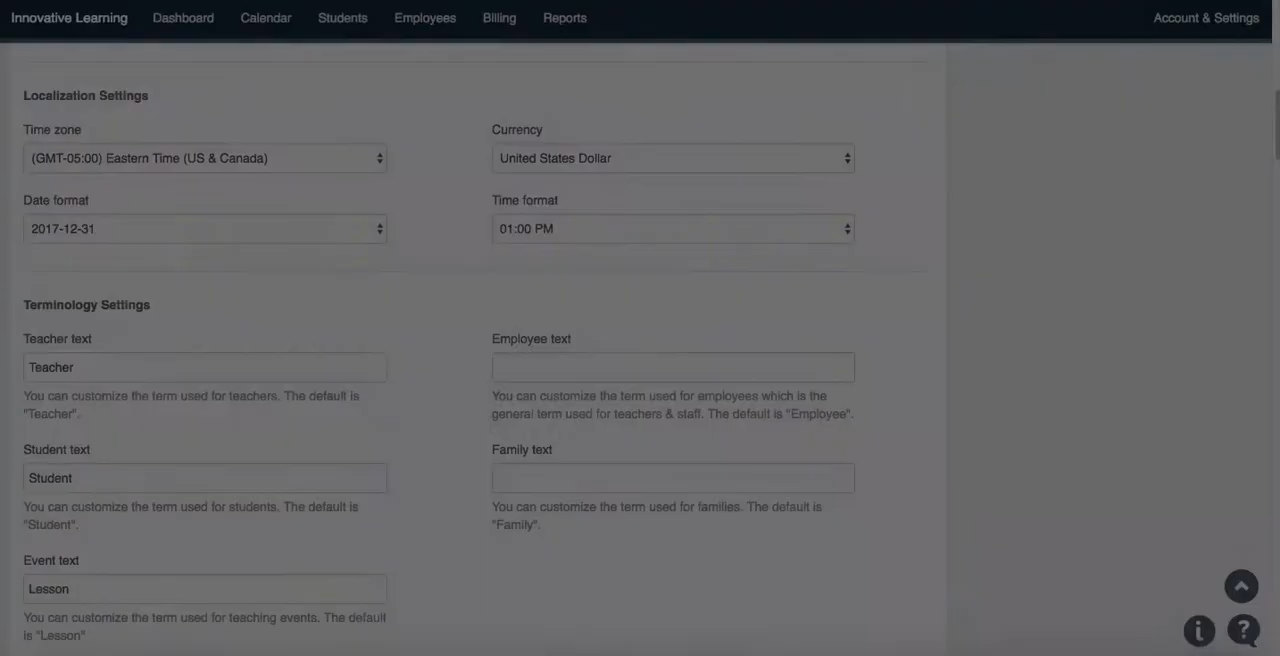 Innovative Learning Dashboard Calendar Students Employees Billing Reports Account & Settings
Localization Settings
Time zone Currency
(GMT-05:00) Eastern Time (US & Canada) United States Dollar
Date format Time format
2017-12-31 01:00 PM
Terminology Settings
Teacher text Employee text
Teacher
You can customize the term used for teachers. The default is You can customize the term used for employees which is the
"Teacher". general term used for teachers & staff. The default is "Employee".
Student text Family text
Student
You can customize the term used for students. The default is You can customize the term used for families. The default is
"Student". "Family".
Event text
Lesson
You can customize the term used for teaching events. The default
is "Lesson"